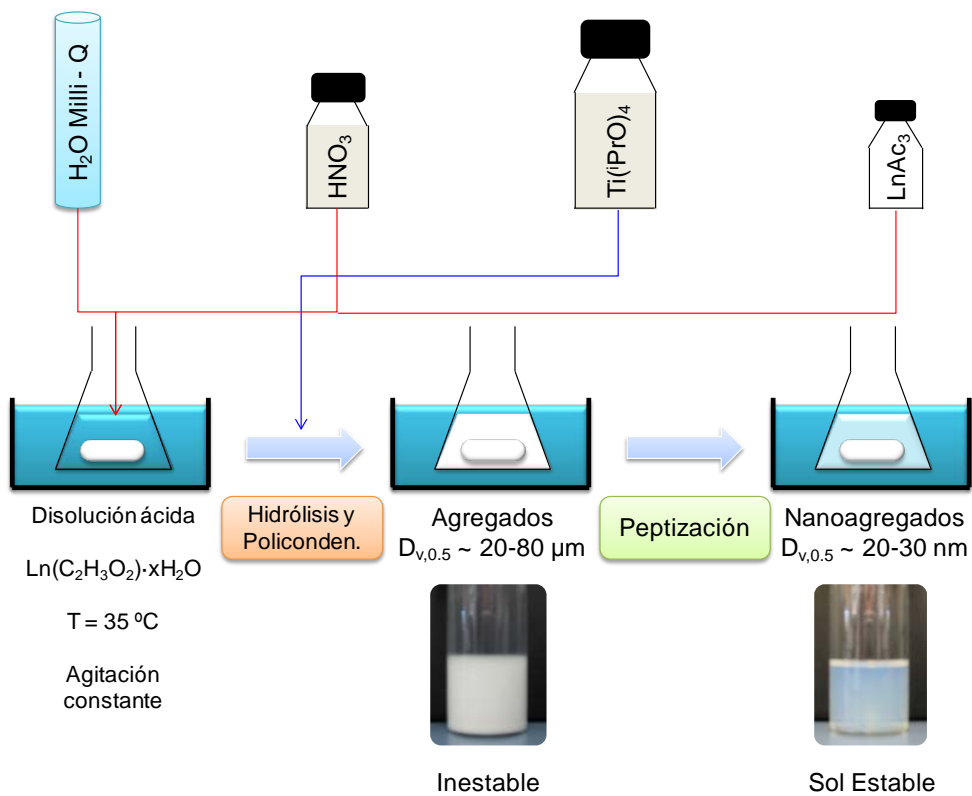 H₂O Milli - Q
HNO₃
Ti(ⁱPrO)₄
LnAc₃
Disolución ácida
Ln(C₂H₃O₂)·xH₂O
T = 35 ºC
Agitación
constante
Hidrólisis y
Policonden.
Agregados
Dᵥ,₀.₅ ~ 20-80 µm
Inestable
Peptización
Nanoagregados
Dᵥ,₀.₅ ~ 20-30 nm
Sol Estable